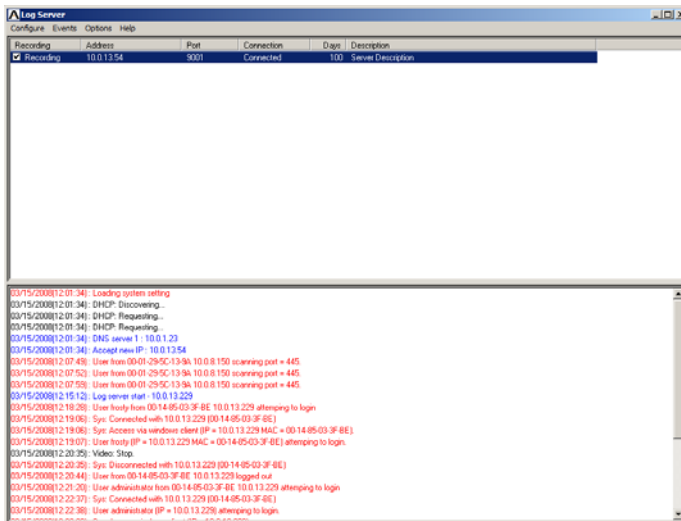 Log Server
Configure Events Options Help
Recording Address Port Connection Days Description
Recording 10.0.13.54 9001 Connected 100 Server Description
03/15/2008(12:01:34): Loading system setting
03/15/2008(12:01:34): DHCP: Discovering...
03/15/2008(12:01:34): DHCP: Requesting...
03/15/2008(12:01:34): DHCP: Requesting...
03/15/2008(12:01:34): DNS server 1 : 10.0.1.23
03/15/2008(12:01:34): Accept new IP : 10.0.13.54
03/15/2008(12:07:49): User from 00-01-29-5C-13-9A 10.0.8.150 scanning port = 445.
03/15/2008(12:07:52): User from 00-01-29-5C-13-9A 10.0.8.150 scanning port = 445.
03/15/2008(12:07:59): User from 00-01-29-5C-13-9A 10.0.8.150 scanning port = 445.
03/15/2008(12:15:12): Log server start - 10.0.13.229
03/15/2008(12:18:28): User frosty from 00-14-85-03-3F-BE 10.0.13.229 attemping to login
03/15/2008(12:19:06): Sys: Connected with 10.0.13.229 (00-14-85-03-3F-BE)
03/15/2008(12:19:06): Sys: Access via windows client (IP = 10.0.13.229 MAC = 00-14-85-03-3F-BE).
03/15/2008(12:19:07): User frosty (IP = 10.0.13.229 MAC = 00-14-85-03-3F-BE) attemping to login.
03/15/2008(12:20:35): Video: Stop.
03/15/2008(12:20:35): Sys: Disconnected with 10.0.13.229 (00-14-85-03-3F-BE)
03/15/2008(12:20:44): User from 00-14-85-03-3F-BE 10.0.13.229 logged out
03/15/2008(12:21:20): User administrator from 00-14-85-03-3F-BE 10.0.13.229 attemping to login
03/15/2008(12:22:37): Sys: Connected with 10.0.13.229 (00-14-85-03-3F-BE)
03/15/2008(12:22:38): User administrator (IP = 10.0.13.229) attemping to login.